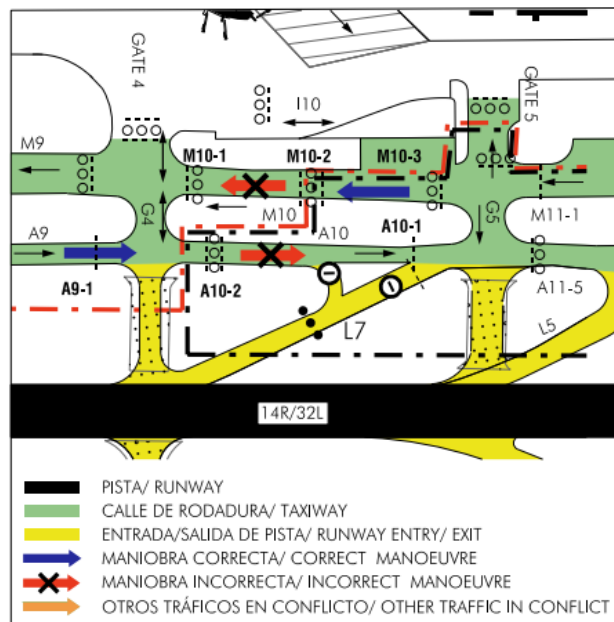 GATE 4
GATE 5
I10
M9
M10-1
M10-2
M10-3
M10
M11-1
G4
G5
A9
A10
A10-1
A9-1
A10-2
A11-5
L7
L5
14R/32L
PISTA/ RUNWAY
CALLE DE RODADURA/ TAXIWAY
ENTRADA/SALIDA DE PISTA/ RUNWAY ENTRY/ EXIT
MANIOBRA CORRECTA/ CORRECT MANOEUVRE
MANIOBRA INCORRECTA/ INCORRECT MANOEUVRE
OTROS TRÁFICOS EN CONFLICTO/ OTHER TRAFFIC IN CONFLICT